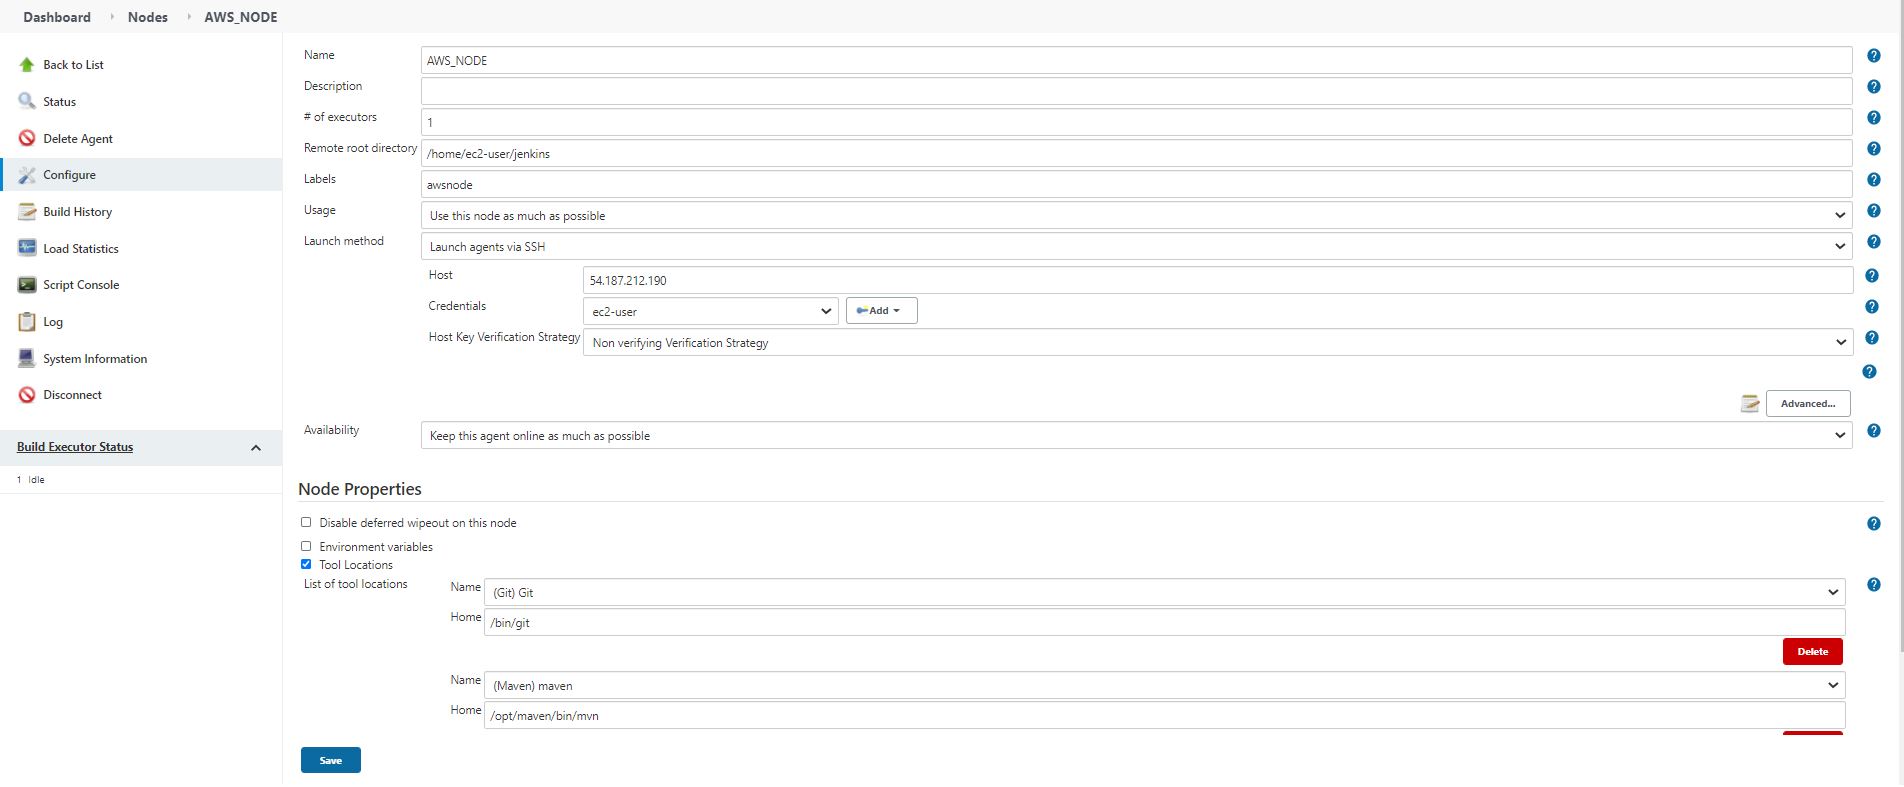 Dashboard Nodes AWS_NODE
Back to List
Status
Delete Agent
Configure
Build History
Load Statistics
Script Console
Log
System Information
Disconnect
Build Executor Status
1 Idle
Name AWS_NODE
Description
# of executors 1
Remote root directory /home/ec2-user/jenkins
Labels awsnode
Usage Use this node as much as possible
Launch method Launch agents via SSH
Host 54.187.212.190
Credentials ec2-user Add
Host Key Verification Strategy Non verifying Verification Strategy
Advanced...
Availability Keep this agent online as much as possible
Node Properties
Disable deferred wipeout on this node
Environment variables
Tool Locations
List of tool locations Name (Git) Git
Home /bin/git
Delete
Name (Maven) maven
Home /opt/maven/bin/mvn
Save